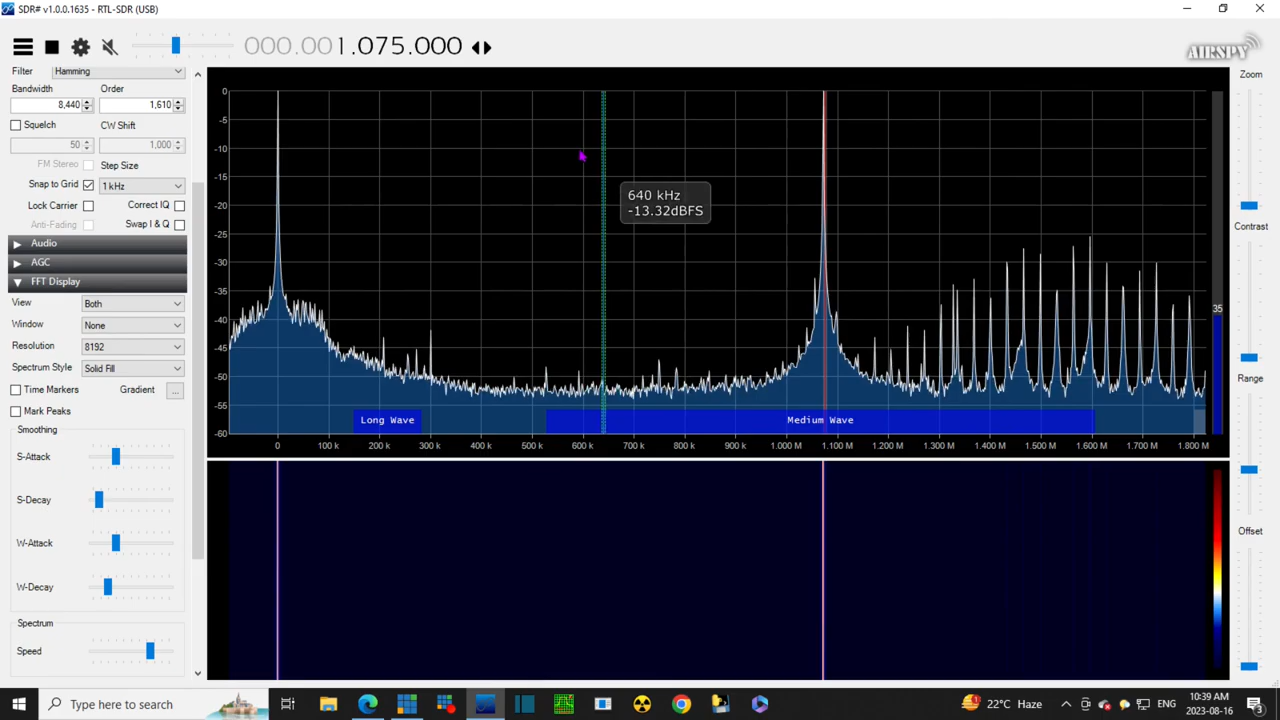 SDR# v1.0.0.1635 - RTL-SDR (USB)
000.001.075.000
AIRSPY
Filter Hamming
Bandwidth Order
8,440 1,610
Squelch CW Shift
50 1,000
FM Stereo Step Size
Snap to Grid 1 kHz
Lock Carrier Correct IQ
Anti-Fading Swap I & Q
Audio
AGC
FFT Display
View Both
Window None
Resolution 8192
Spectrum Style Solid Fill
Time Markers Gradient ...
Mark Peaks
Smoothing
S-Attack
S-Decay
W-Attack
W-Decay
Spectrum
Speed
0
-5
-10
-15
-20
-25
-30
-35
-40
-45
-50
-55
-60
640 kHz
-13.32dBFS
Long Wave Medium Wave
0 100 k 200 k 300 k 400 k 500 k 600 k 700 k 800 k 900 k 1.000 M 1.100 M 1.200 M 1.300 M 1.400 M 1.500 M 1.600 M 1.700 M 1.800 M
35
Zoom
Contrast
Range
Offset
Type here to search
1
22°C Haze
ENG
10:39 AM
2023-08-16
3